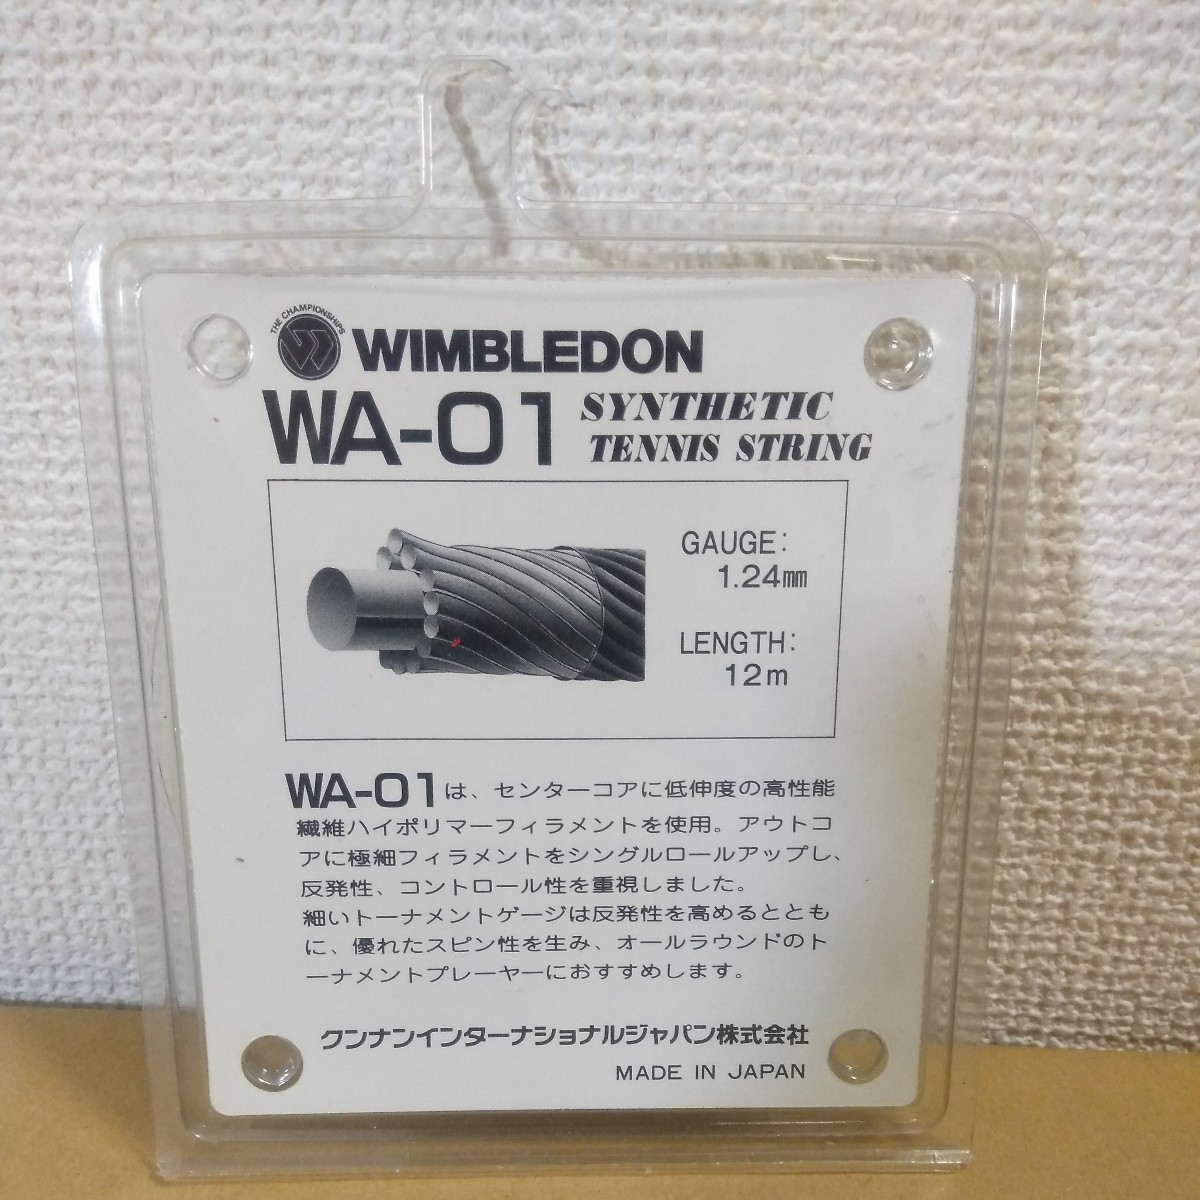 THE CHAMPIONSHIPS
WIMBLEDON
WA-01 SYNTHETIC
TENNIS STRING
GAUGE:
1.24mm
LENGTH:
12m
WA-01は、センターコアに低伸度の高性能
繊維ハイポリマーフィラメントを使用。アウトコ
アに極細フィラメントをシングルロールアップし、
反発性、コントロール性を重視しました。
細いトーナメントゲージは反発性を高めるととも
に、優れたスピン性を生み、オールラウンドのト
ーナメントプレーヤーにおすすめします。
クンナンインターナショナルジャパン株式会社
MADE IN JAPAN